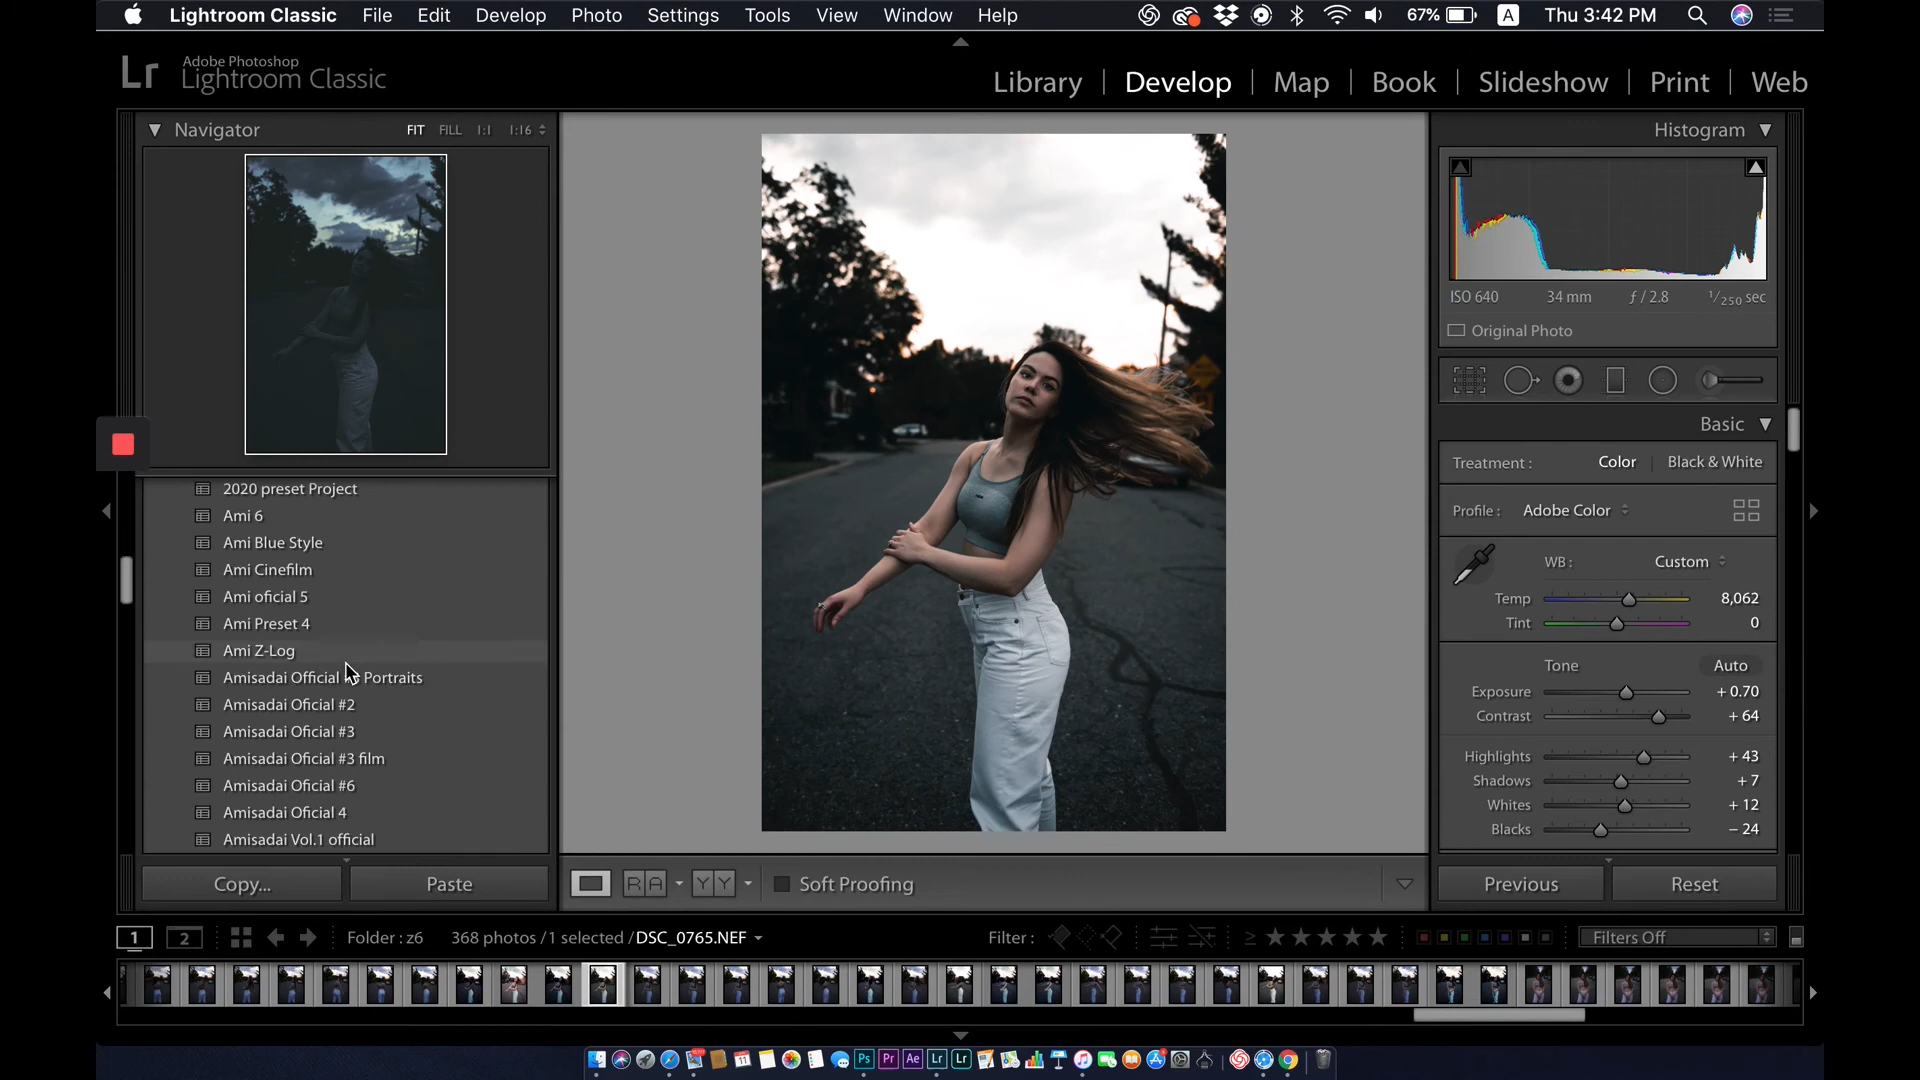 Lightroom Classic File Edit Develop Photo Settings Tools View Window Help 67% A Thu 3:42 PM
Lr Adobe Photoshop
Lightroom Classic
Library | Develop | Map | Book | Slideshow | Print | Web
Navigator FIT FILL 1:1 1:16
2020 preset Project
Ami 6
Ami Blue Style
Ami Cinefilm
Ami oficial 5
Ami Preset 4
Ami Z-Log
Amisadai Official Portraits
Amisadai Oficial #2
Amisadai Oficial #3
Amisadai Oficial #3 film
Amisadai Oficial #6
Amisadai Oficial 4
Amisadai Vol.1 official
Copy... Paste
R A Y Y Soft Proofing
Histogram
ISO 640 34 mm ƒ / 2.8 1/250 sec
Original Photo
Basic
Treatment : Color | Black & White
Profile : Adobe Color
WB : Custom
Temp 8,062
Tint 0
Tone Auto
Exposure + 0.70
Contrast + 64
Highlights + 43
Shadows + 7
Whites + 12
Blacks − 24
Previous Reset
1 2 Folder : z6 368 photos / 1 selected / DSC_0765.NEF Filter : ≥ Filters Off
Ps Pr Ae Lr Lr